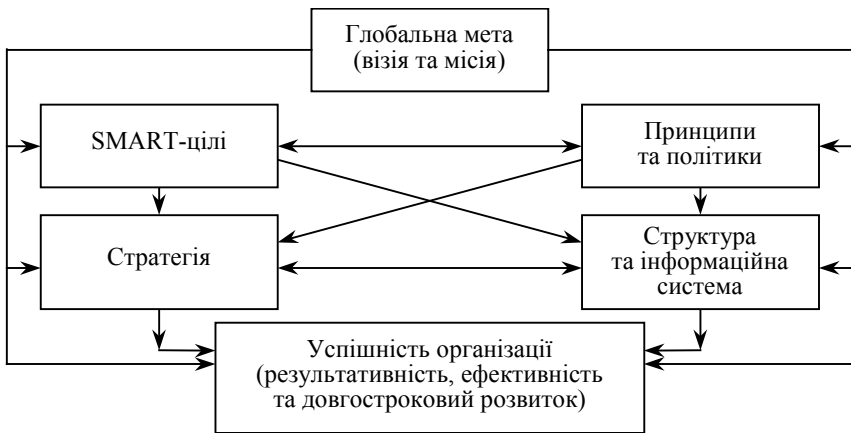 Глобальна мета
(візія та місія)
SMART-цілі
Принципи
та політики
Стратегія
Структура
та інформаційна
система
Успішність організації
(результативність, ефективність
та довгостроковий розвиток)